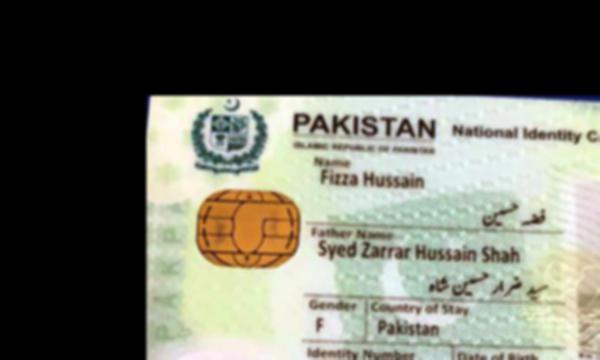 PAKISTAN National Identity C
ISLAMIC REPUBLIC OF PAKISTAN
Name
Fizza Hussain
فضہ حسین
Father Name
Syed Zarrar Hussain Shah
سید ضرار حسین شاہ
Gender Country of Stay
F Pakistan
Identity Number Date of Birth